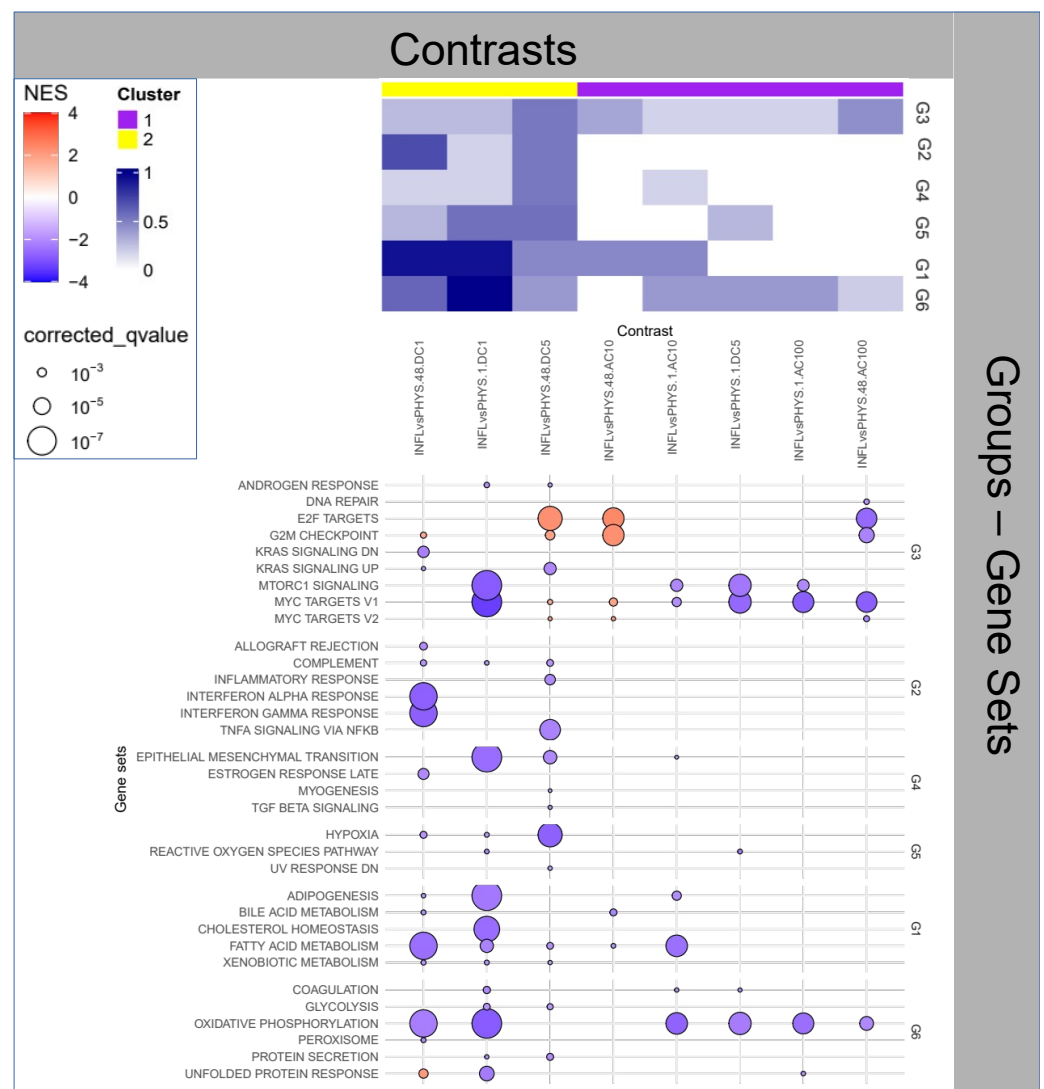 Contrasts
NES
4
2
0
−2
−4
Cluster
1
2
1
0.5
0
corrected_qvalue
10⁻³
10⁻⁵
10⁻⁷
G3
G2
G4
G5
G1
G6
Contrast
INFLvsPHYS.48.DC1
INFLvsPHYS.1.DC1
INFLvsPHYS.48.DC5
INFLvsPHYS.48.AC10
INFLvsPHYS.1.AC10
INFLvsPHYS.1.DC5
INFLvsPHYS.1.AC100
INFLvsPHYS.48.AC100
Groups – Gene Sets
Gene sets
ANDROGEN RESPONSE
DNA REPAIR
E2F TARGETS
G2M CHECKPOINT
KRAS SIGNALING DN
KRAS SIGNALING UP
MTORC1 SIGNALING
MYC TARGETS V1
MYC TARGETS V2
G3
ALLOGRAFT REJECTION
COMPLEMENT
INFLAMMATORY RESPONSE
INTERFERON ALPHA RESPONSE
INTERFERON GAMMA RESPONSE
TNFA SIGNALING VIA NFKB
G2
EPITHELIAL MESENCHYMAL TRANSITION
ESTROGEN RESPONSE LATE
MYOGENESIS
TGF BETA SIGNALING
G4
HYPOXIA
REACTIVE OXYGEN SPECIES PATHWAY
UV RESPONSE DN
G5
ADIPOGENESIS
BILE ACID METABOLISM
CHOLESTEROL HOMEOSTASIS
FATTY ACID METABOLISM
XENOBIOTIC METABOLISM
G1
COAGULATION
GLYCOLYSIS
OXIDATIVE PHOSPHORYLATION
PEROXISOME
PROTEIN SECRETION
UNFOLDED PROTEIN RESPONSE
G6